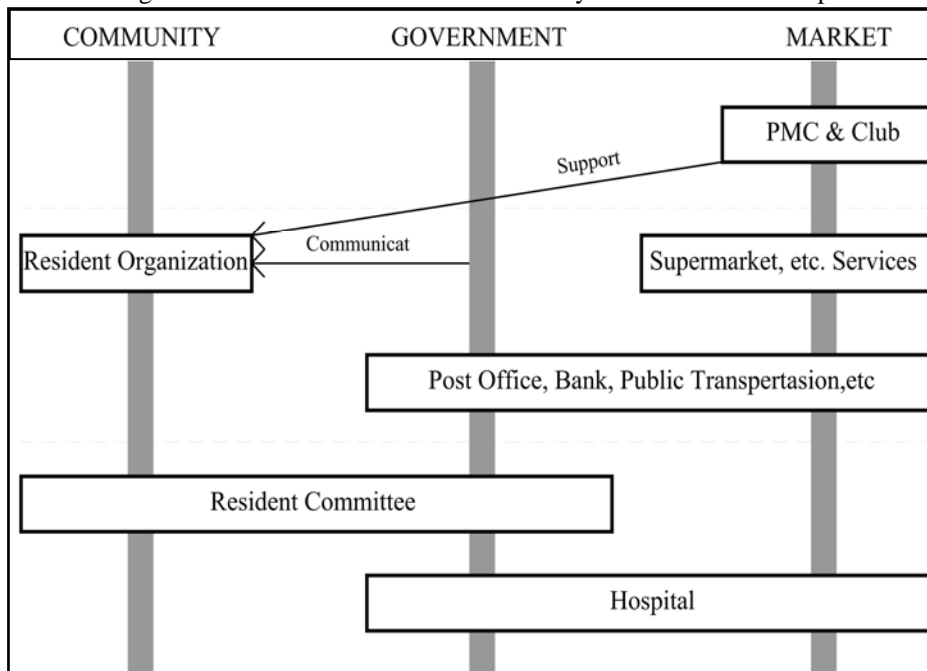 COMMUNITY GOVERNMENT MARKET
PMC & Club
Support
Communicat
Resident Organization
Supermarket, etc. Services
Post Office, Bank, Public Transpertasion,etc
Resident Committee
Hospital